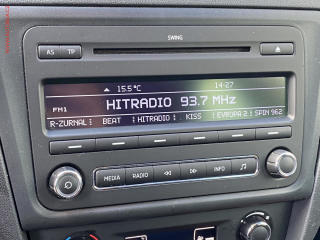 SWING
AS TP
15.5°C 14:27
FM1 HITRADIO 93.7 MHz
R-ZURNAL BEAT HITRADIO KISS EVROPA 2 SPIN 962
MEDIA RADIO INFO